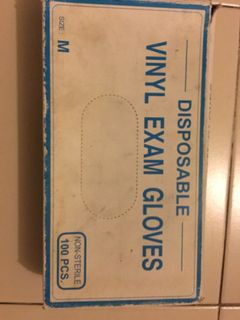 DISPOSABLE
VINYL EXAM GLOVES
SIZE: M
NON-STERILE
100 PCS.